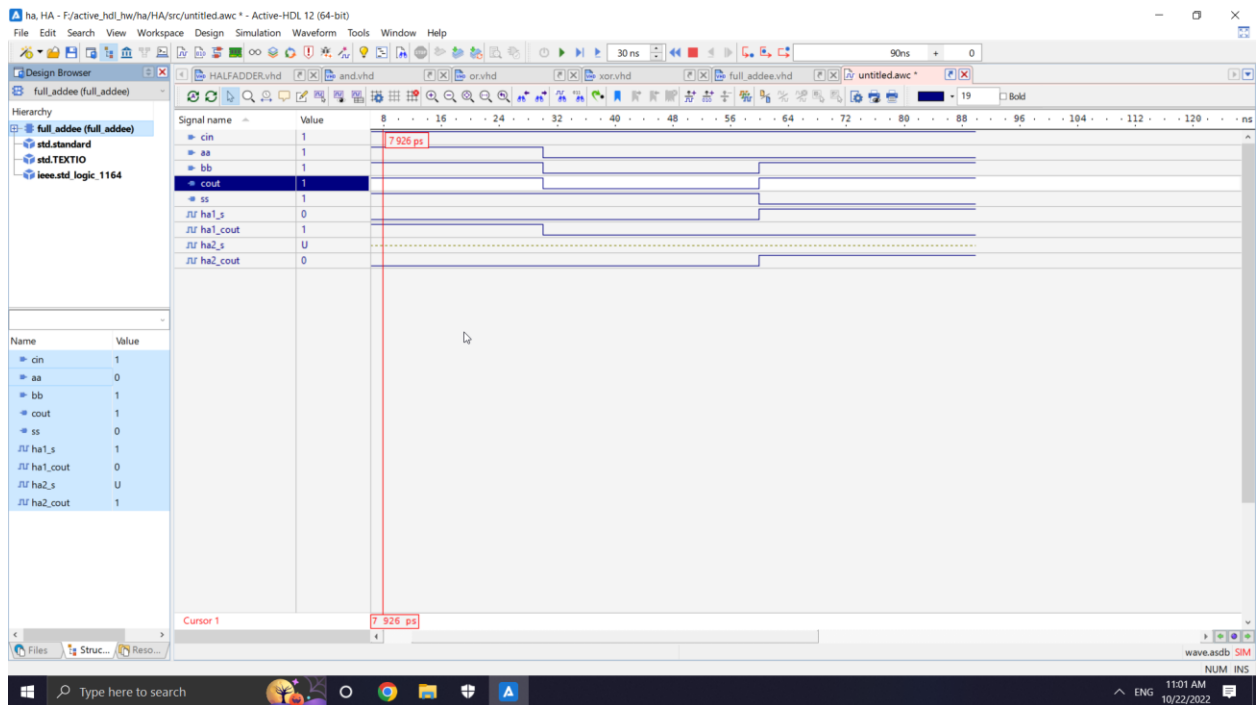 ha, HA - F:/active_hdl_hw/ha/HA/src/untitled.awc * - Active-HDL 12 (64-bit)
File Edit Search View Workspace Design Simulation Waveform Tools Window Help
30 ns 90ns + 0
Design Browser
HALFADDER.vhd and.vhd or.vhd xor.vhd full_addee.vhd untitled.awc *
full_addee (full_addee)
19 Bold
Hierarchy
full_addee (full_addee)
std.standard
std.TEXTIO
ieee.std_logic_1164
Signal name Value 8 16 24 32 40 48 56 64 72 80 88 96 104 112 120 ns
cin 1
7 926 ps
aa 1
bb 1
cout 1
ss 1
ha1_s 0
ha1_cout 1
ha2_s U
ha2_cout 0
Name Value
cin 1
aa 0
bb 1
cout 1
ss 0
ha1_s 1
ha1_cout 0
ha2_s U
ha2_cout 1
Cursor 1 7 926 ps
Files Struc... Reso...
wave.asdb SIM
NUM INS
Type here to search
ENG
11:01 AM
10/22/2022